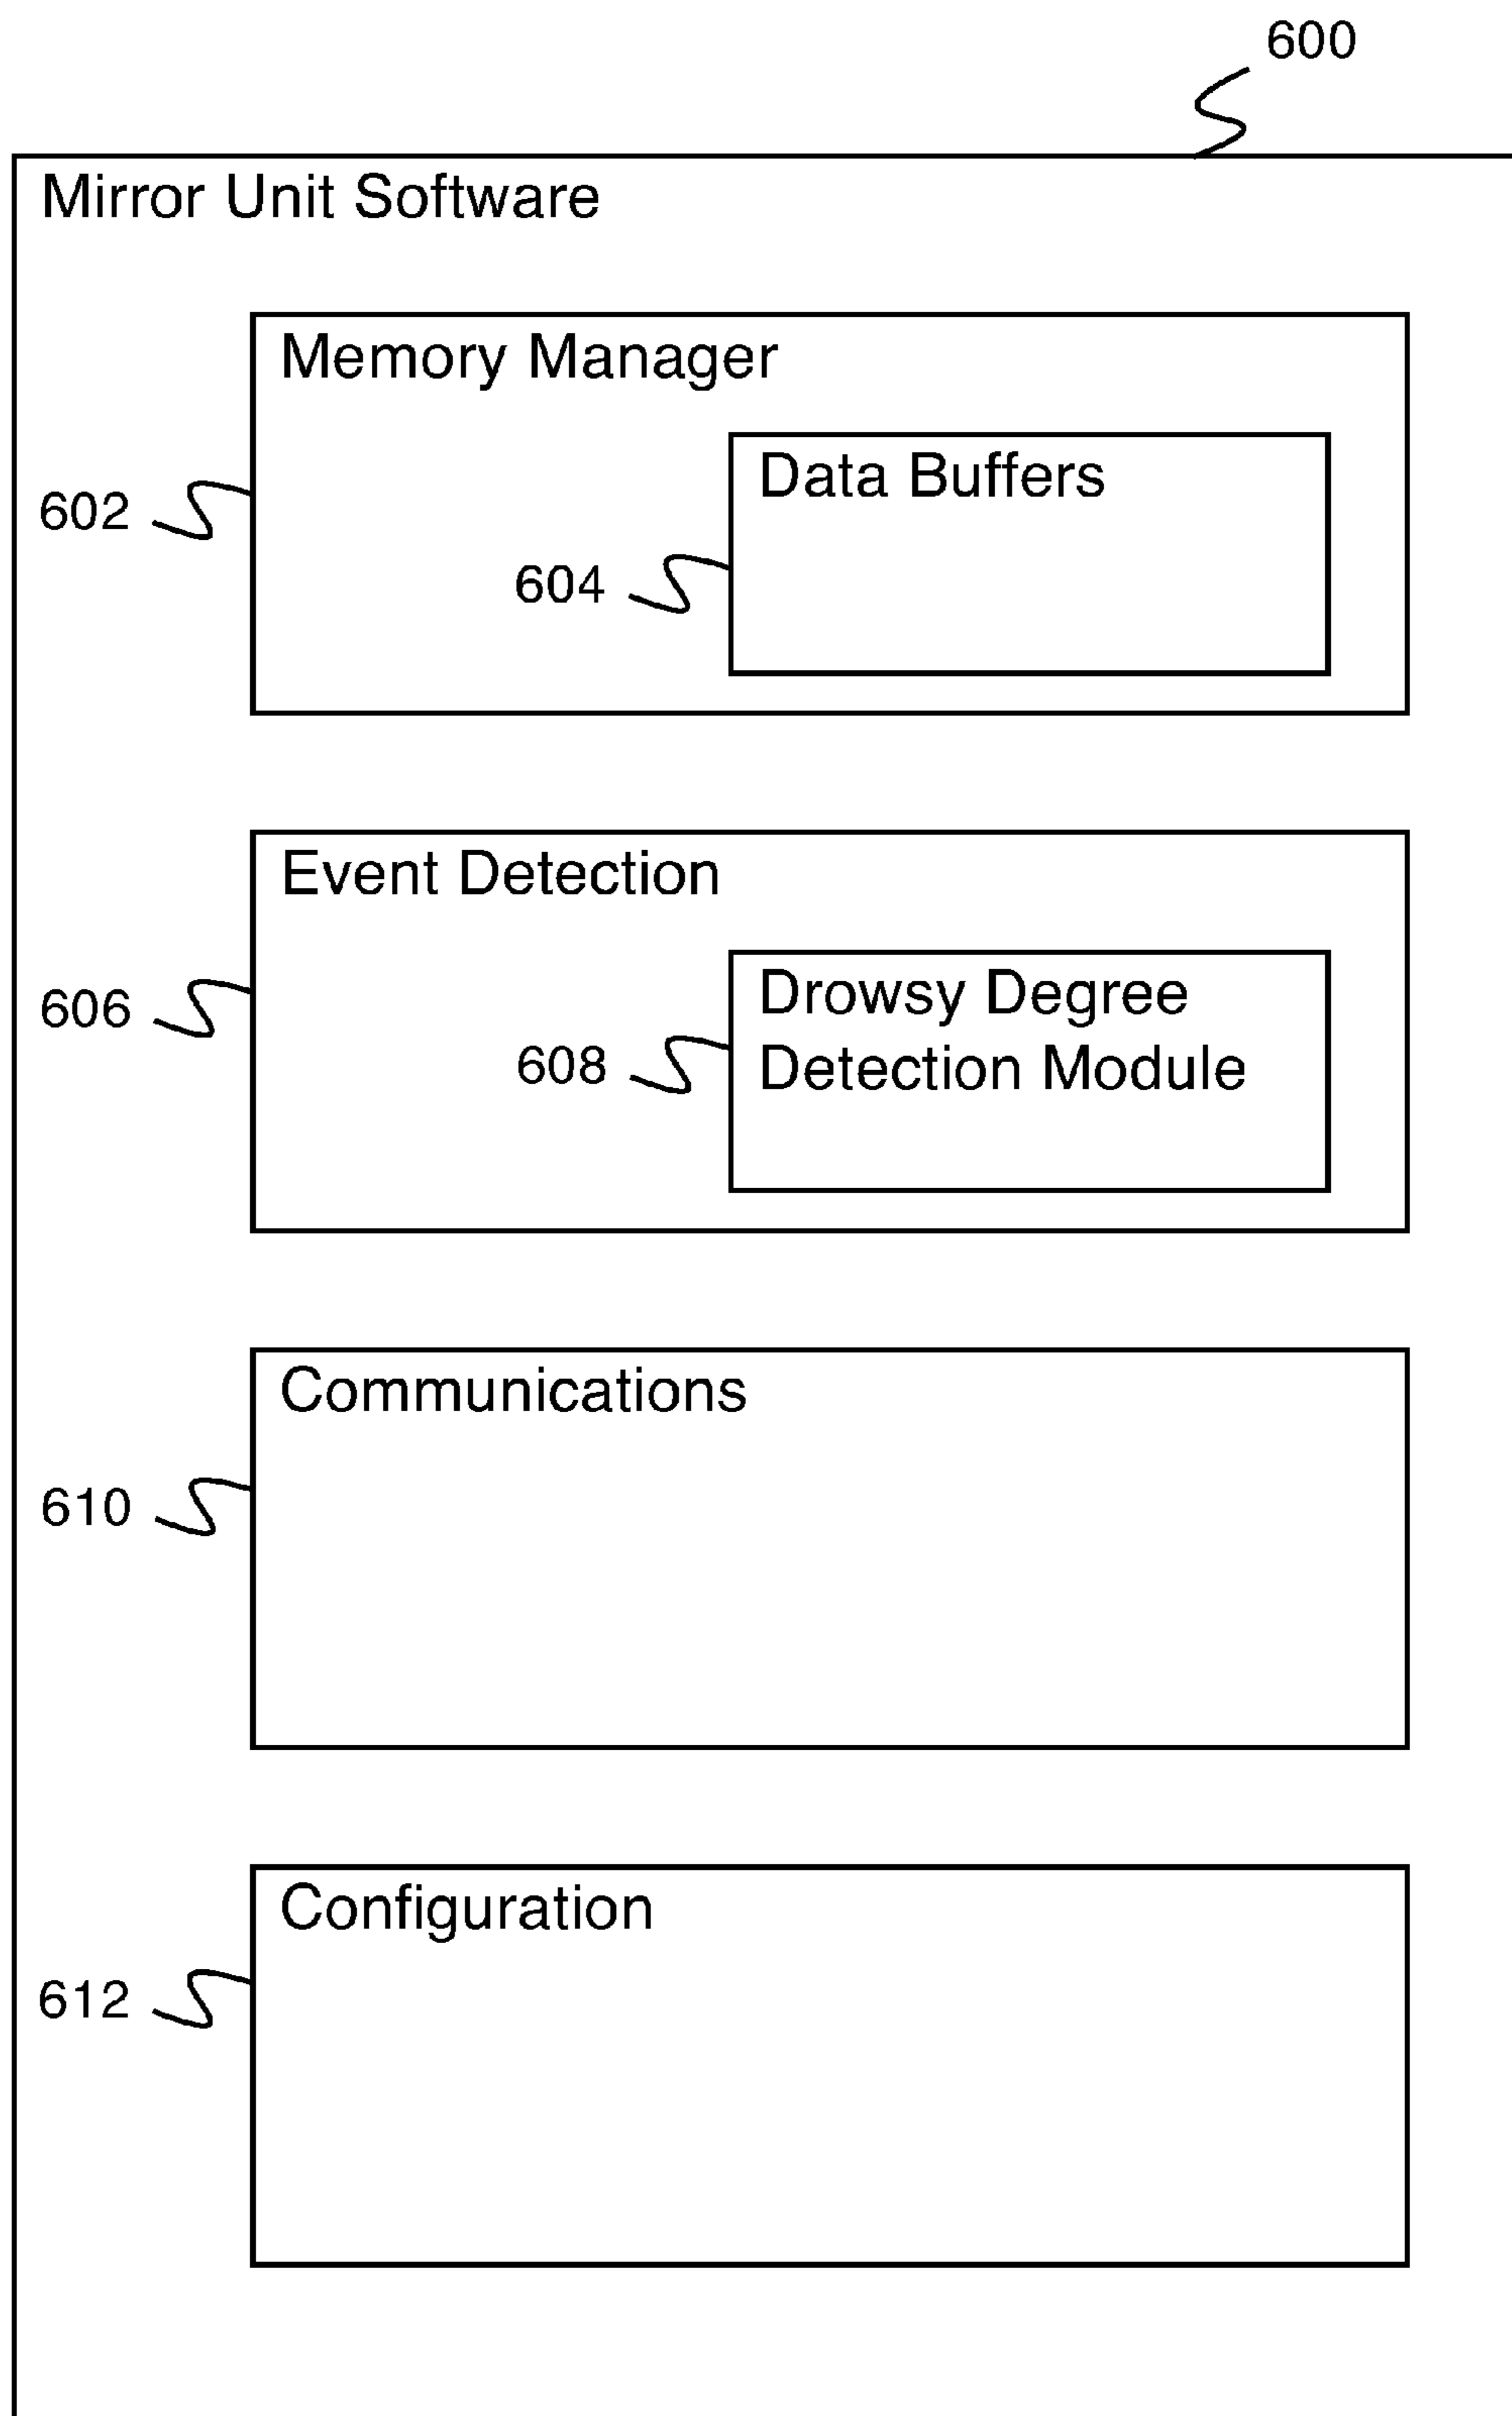 600
Mirror Unit Software
Memory Manager
Data Buffers
602
604
Event Detection
Drowsy Degree
Detection Module
606
608
Communications
610
Configuration
612